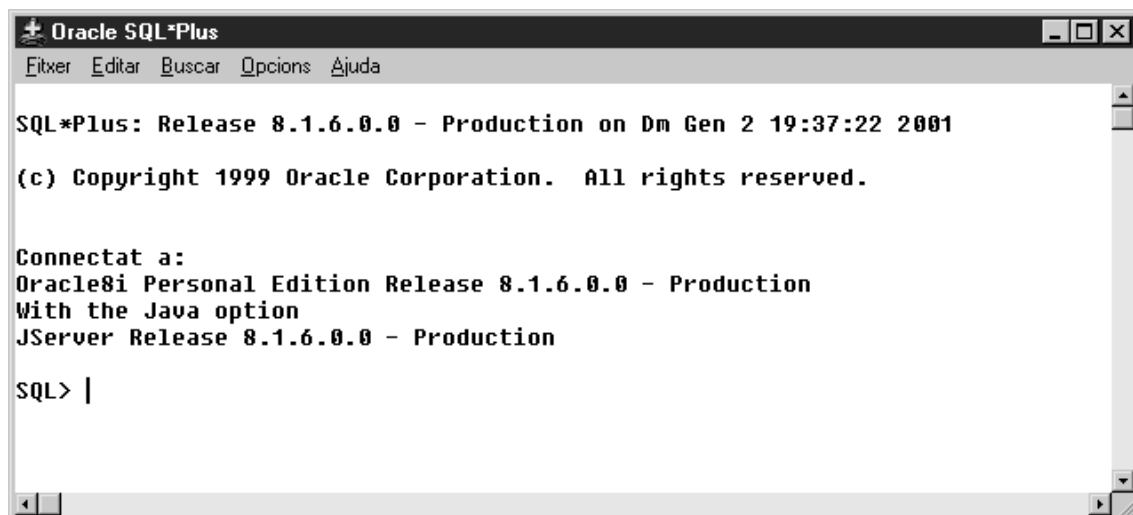 Oracle SQL*Plus
Fitxer Editar Buscar Opcions Ajuda
SQL*Plus: Release 8.1.6.0.0 - Production on Dm Gen 2 19:37:22 2001
(c) Copyright 1999 Oracle Corporation.  All rights reserved.
Connectat a:
Oracle8i Personal Edition Release 8.1.6.0.0 - Production
With the Java option
JServer Release 8.1.6.0.0 - Production
SQL>